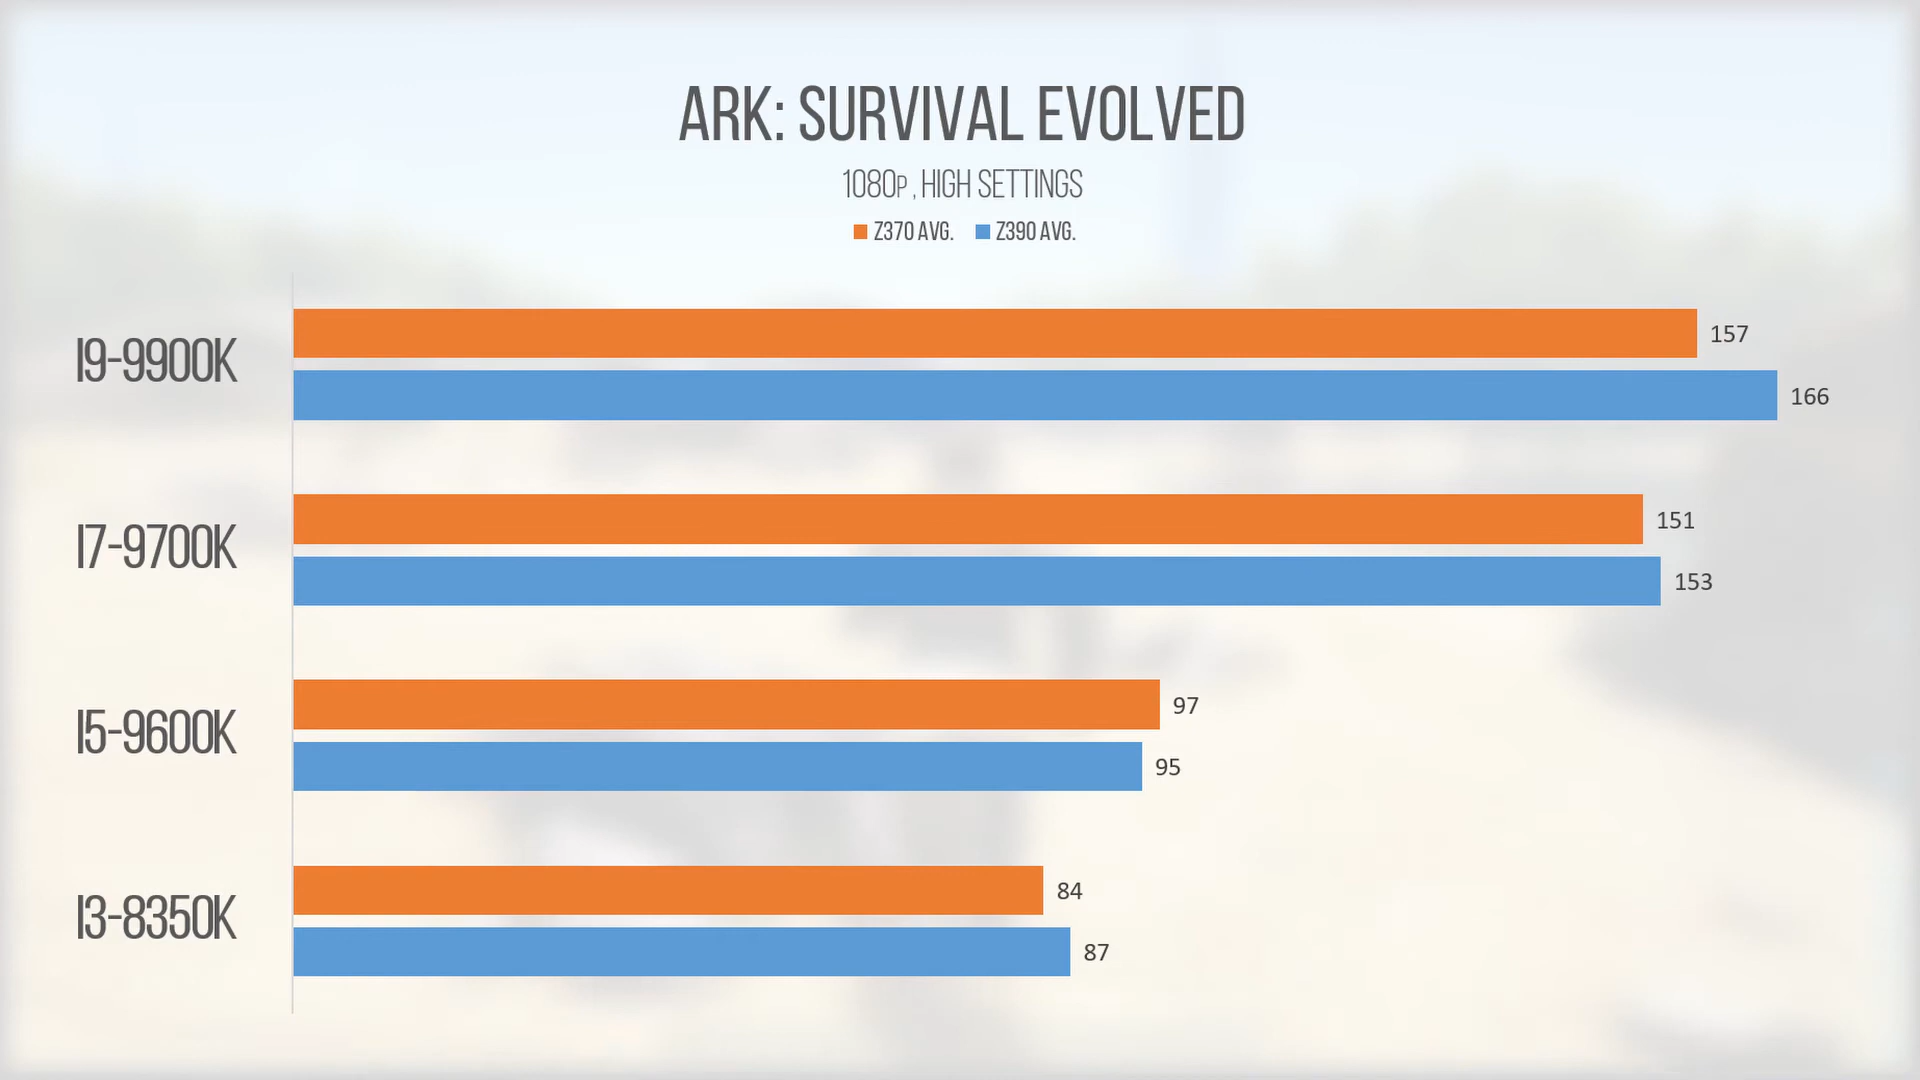 ARK: SURVIVAL EVOLVED
1080P , HIGH SETTINGS
Z370 AVG. Z390 AVG.
I9-9900K
157
166
I7-9700K
151
153
I5-9600K
97
95
I3-8350K
84
87